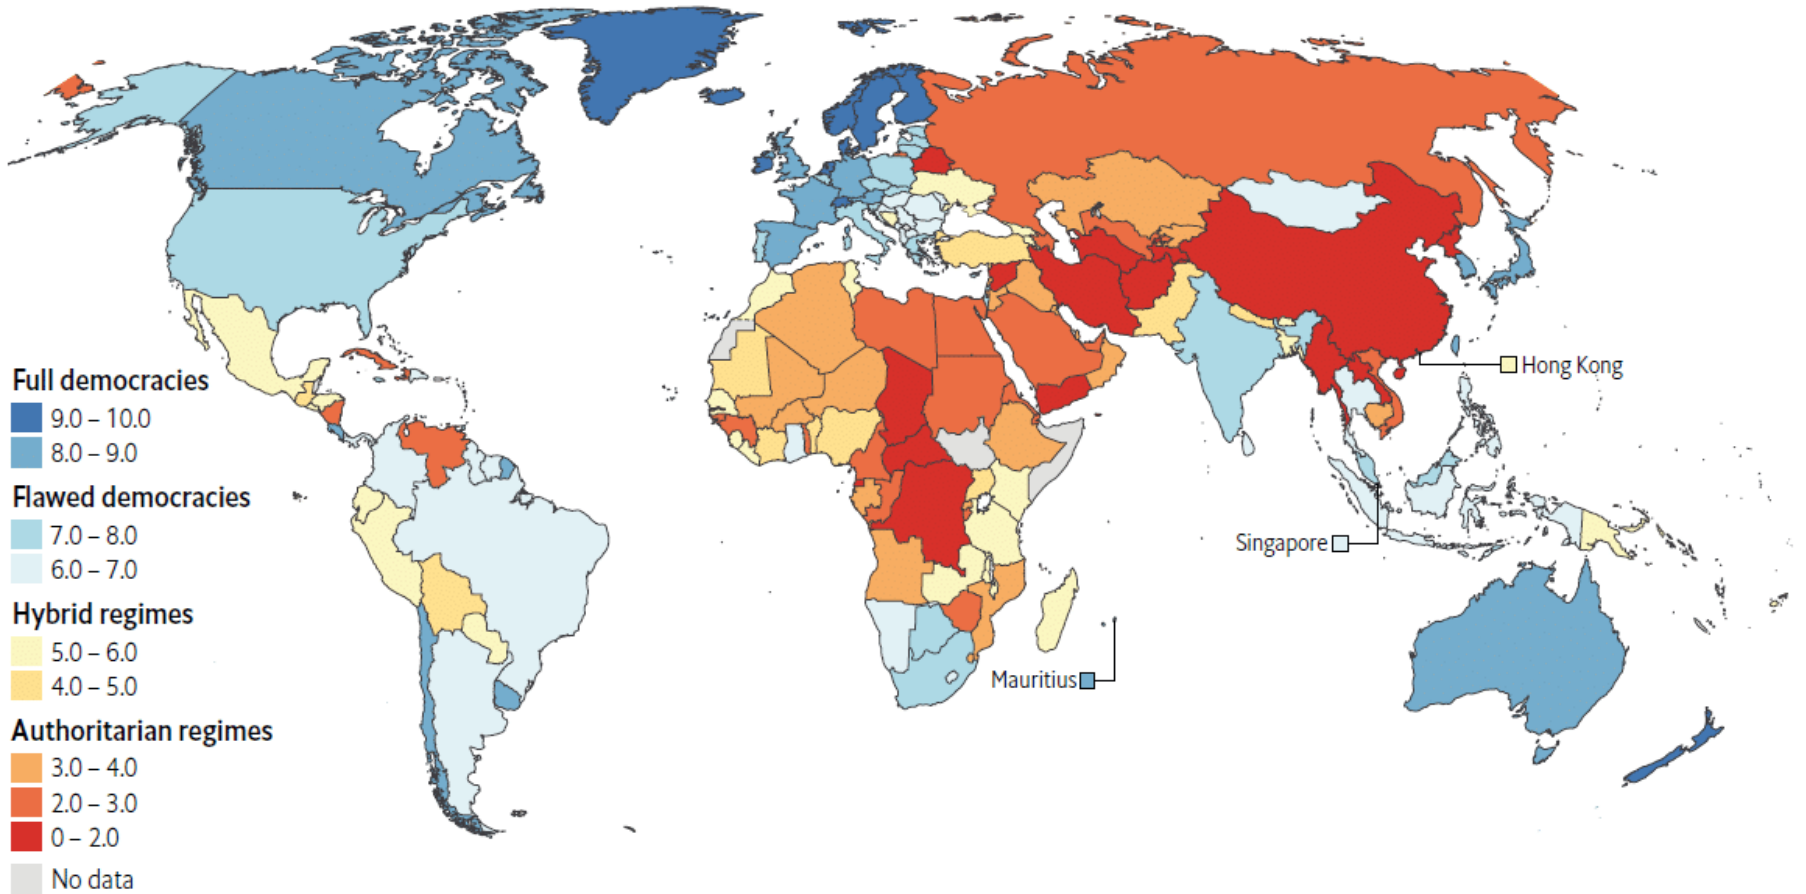 Full democracies
9.0 – 10.0
8.0 – 9.0
Flawed democracies
7.0 – 8.0
6.0 – 7.0
Hybrid regimes
5.0 – 6.0
4.0 – 5.0
Authoritarian regimes
3.0 – 4.0
2.0 – 3.0
0 – 2.0
No data
Hong Kong
Singapore
Mauritius